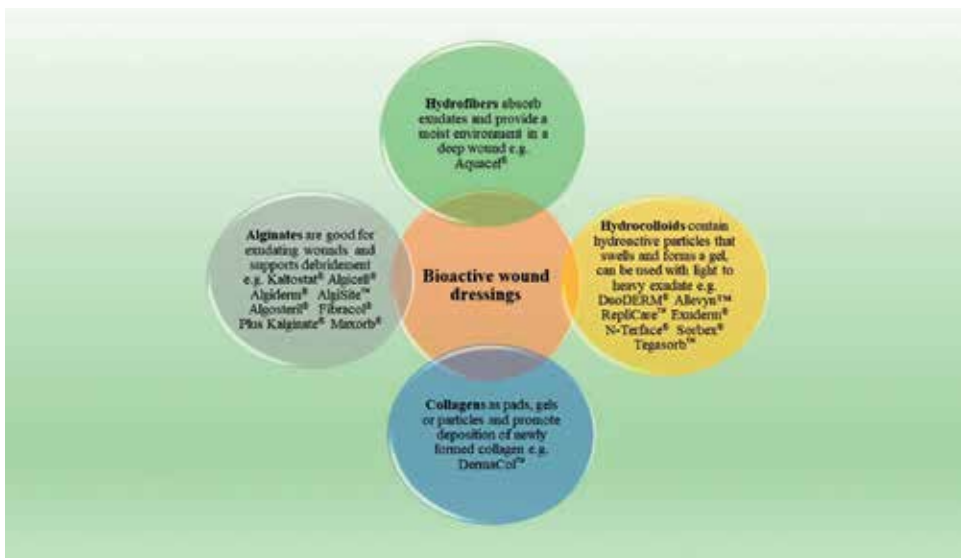 Hydrofibers absorb
exudates and provide a
moist environment in a
deep wound e.g.
Aquacel®
Alginates are good for
exudating wounds and
supports debridement
e.g. Kaltostat® Algicell®
Algiderm® AlgiSite™
Algosteril® Fibracol®
Plus Kalginate® Maxorb®
Bioactive wound
dressings
Hydrocolloids contain
hydroactive particles that
swells and forms a gel,
can be used with light to
heavy exudate e.g.
DuoDERM® Allevyn™
RepliCare™ Exuderm®
N-Terface® Sorbex®
Tegasorb™
Collagens as pads, gels
or particles and promote
deposition of newly
formed collagen e.g.
DermaCol™